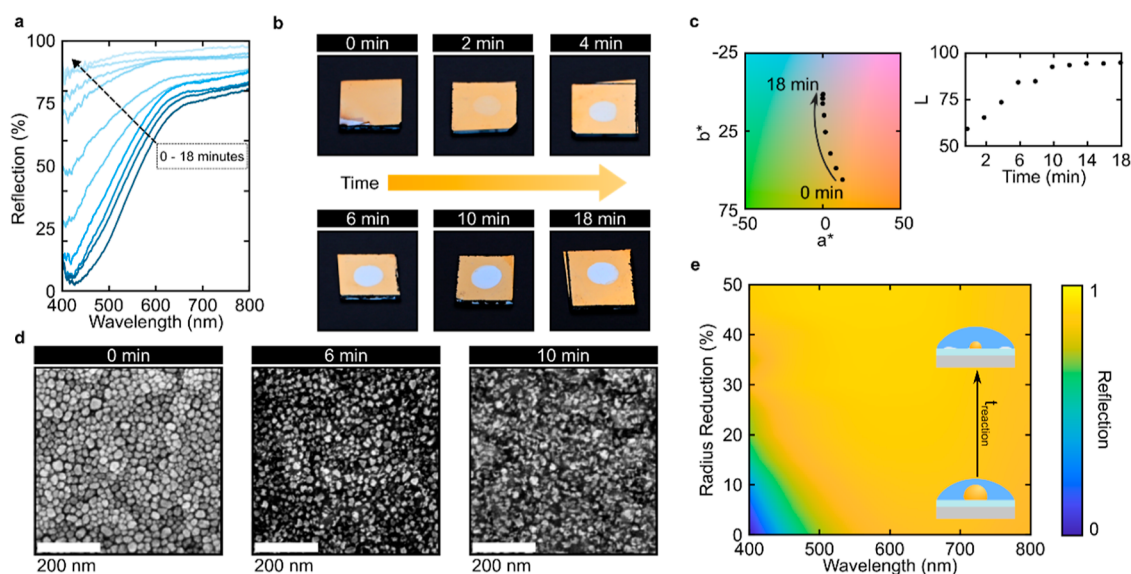 a
100
75
50
25
0
400 500 600 700 800
Reflection (%)
Wavelength (nm)
0 - 18 minutes
b
0 min
2 min
4 min
Time
6 min
10 min
18 min
c
-25
25
75
b*
-50 0 50
a*
18 min
0 min
100
75
50
L
2 6 10 14 18
Time (min)
d
0 min
6 min
10 min
200 nm
200 nm
200 nm
e
50
40
30
20
10
0
Radius Reduction (%)
400 500 600 700 800
Wavelength (nm)
treaction
1
0
Reflection